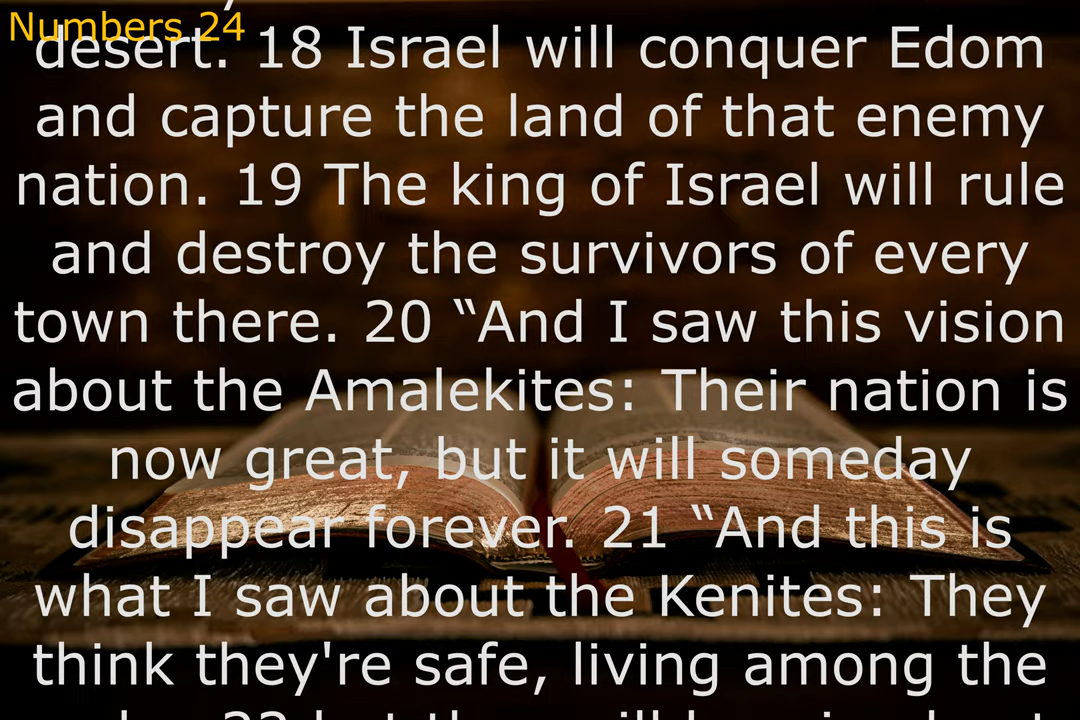 Numbers 24
desert. 18 Israel will conquer Edom
and capture the land of that enemy
nation. 19 The king of Israel will rule
and destroy the survivors of every
town there. 20 “And I saw this vision
about the Amalekites: Their nation is
now great, but it will someday
disappear forever. 21 “And this is
what I saw about the Kenites: They
think they're safe, living among the